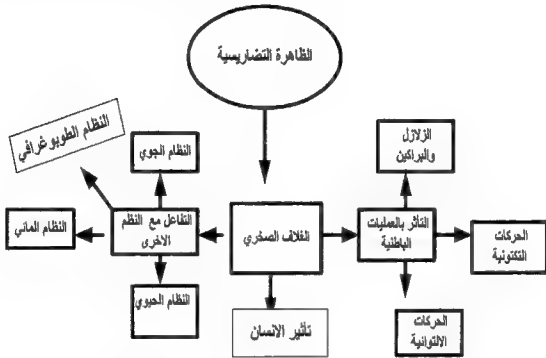 الظاهرة التضاريسية
النظام الطوبوغرافي
النظام الجوي
الزلازل
والبراكين
النظام المائي
التفاعل مع النظم
الاخرى
الغلاف الصخري
التأثر بالعمليات
الباطنية
الحركات
التكتونية
النظام الحيوي
تأثير الانسان
الحركات
الالتوائية